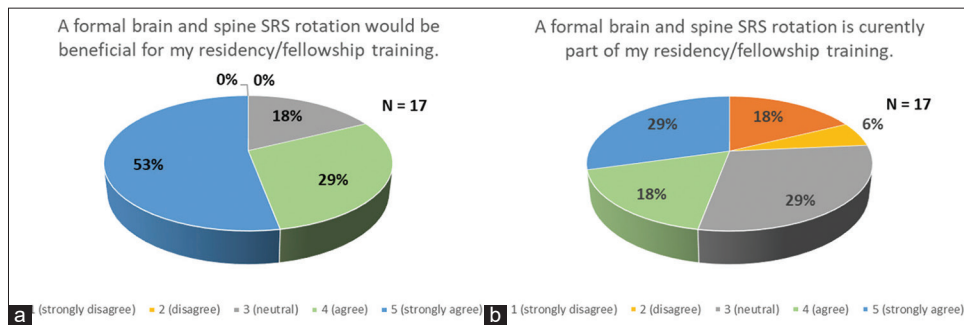 A formal brain and spine SRS rotation would be
beneficial for my residency/fellowship training.
0% 0%
N = 17
18%
53%
29%
a
1 (strongly disagree) 2 (disagree) 3 (neutral) 4 (agree) 5 (strongly agree)
A formal brain and spine SRS rotation is curently
part of my residency/fellowship training.
N = 17
29%
18%
6%
18%
29%
b
1 (strongly disagree) 2 (disagree) 3 (neutral) 4 (agree) 5 (strongly agree)